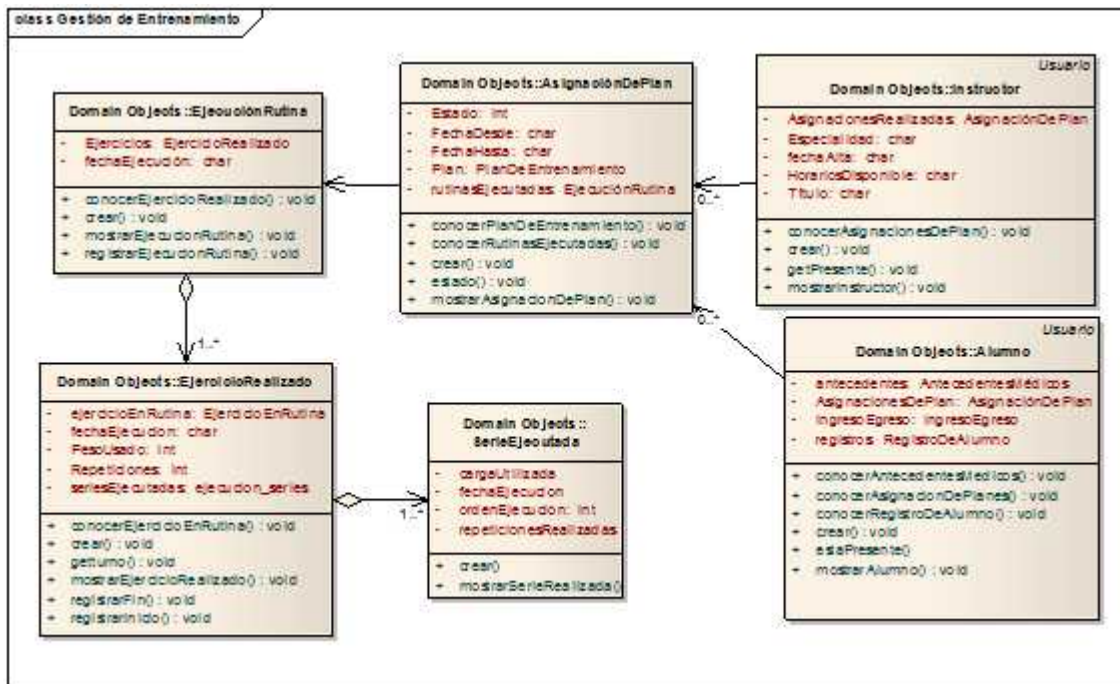 class Gestión de Entrenamiento
Domain Objects::EjecuciónRutina
- Ejercicios: EjercicioRealizado
- fechaEjecución: char
+ conocerEjercicioRealizado() : void
+ crear() : void
+ mostrarEjecucionRutina() : void
+ registrarEjecucionRutina() : void
Domain Objects::AsignaciónDePlan
- Estado: int
- FechaDesde: char
- FechaHasta: char
- Plan: PlanDeEntrenamiento
- rutinasEjecutadas: EjecuciónRutina
+ conocerPlanDeEntrenamiento() : void
+ conocerRutinasEjecutadas() : void
+ crear() : void
+ estado() : void
+ mostrarAsignacionDePlan() : void
Usuario
Domain Objects::Instructor
- AsignacionesRealizadas: AsignaciónDePlan
- Especialidad: char
- fechaAlta: char
- HorariosDisponible: char
- Título: char
+ conocerAsignacionesDePlan() : void
+ crear() : void
+ getPresente() : void
+ mostrarInstructor() : void
0..*
0..*
1..*
Domain Objects::EjercicioRealizado
- ejercicioEnRutina: EjercicioEnRutina
- fechaEjecucion: char
- PesoUsado: int
- Repeticiones: int
- seriesEjecutadas: ejecucion_series
+ conocerEjercicioEnRutina() : void
+ crear() : void
+ getturno() : void
+ mostrarEjercicioRealizado() : void
+ registrarFin() : void
+ registrarInicio() : void
1..*
Domain Objects::
SerieEjecutada
- cargaUtilizada
- fechaEjecucion
- ordenEjecucion: int
- repeticionesRealizadas
+ crear()
+ mostrarSerieRealizada()
Usuario
Domain Objects::Alumno
- antecedentes: AntecedentesMédicos
- AsignacionesDePlan: AsignaciónDePlan
- IngresoEgreso: IngresoEgreso
- registros: RegistroDeAlumno
+ conocerAntecedentesMedicos() : void
+ conocerAsignacionDePlanes() : void
+ conocerRegistroDeAlumno() : void
+ crear() : void
+ estaPresente()
+ mostrarAlumno() : void